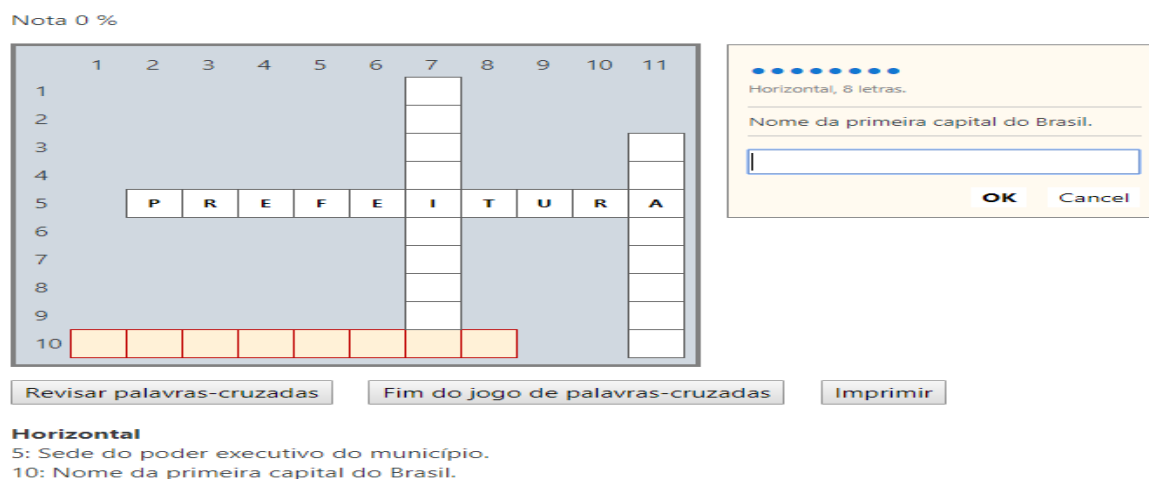 Nota 0 %
1 2 3 4 5 6 7 8 9 10 11
1
2
3
4
5 P R E F E I T U R A
6
7
8
9
10
Horizontal, 8 letras.
Nome da primeira capital do Brasil.
OK Cancel
Revisar palavras-cruzadas Fim do jogo de palavras-cruzadas Imprimir
Horizontal
5: Sede do poder executivo do município.
10: Nome da primeira capital do Brasil.